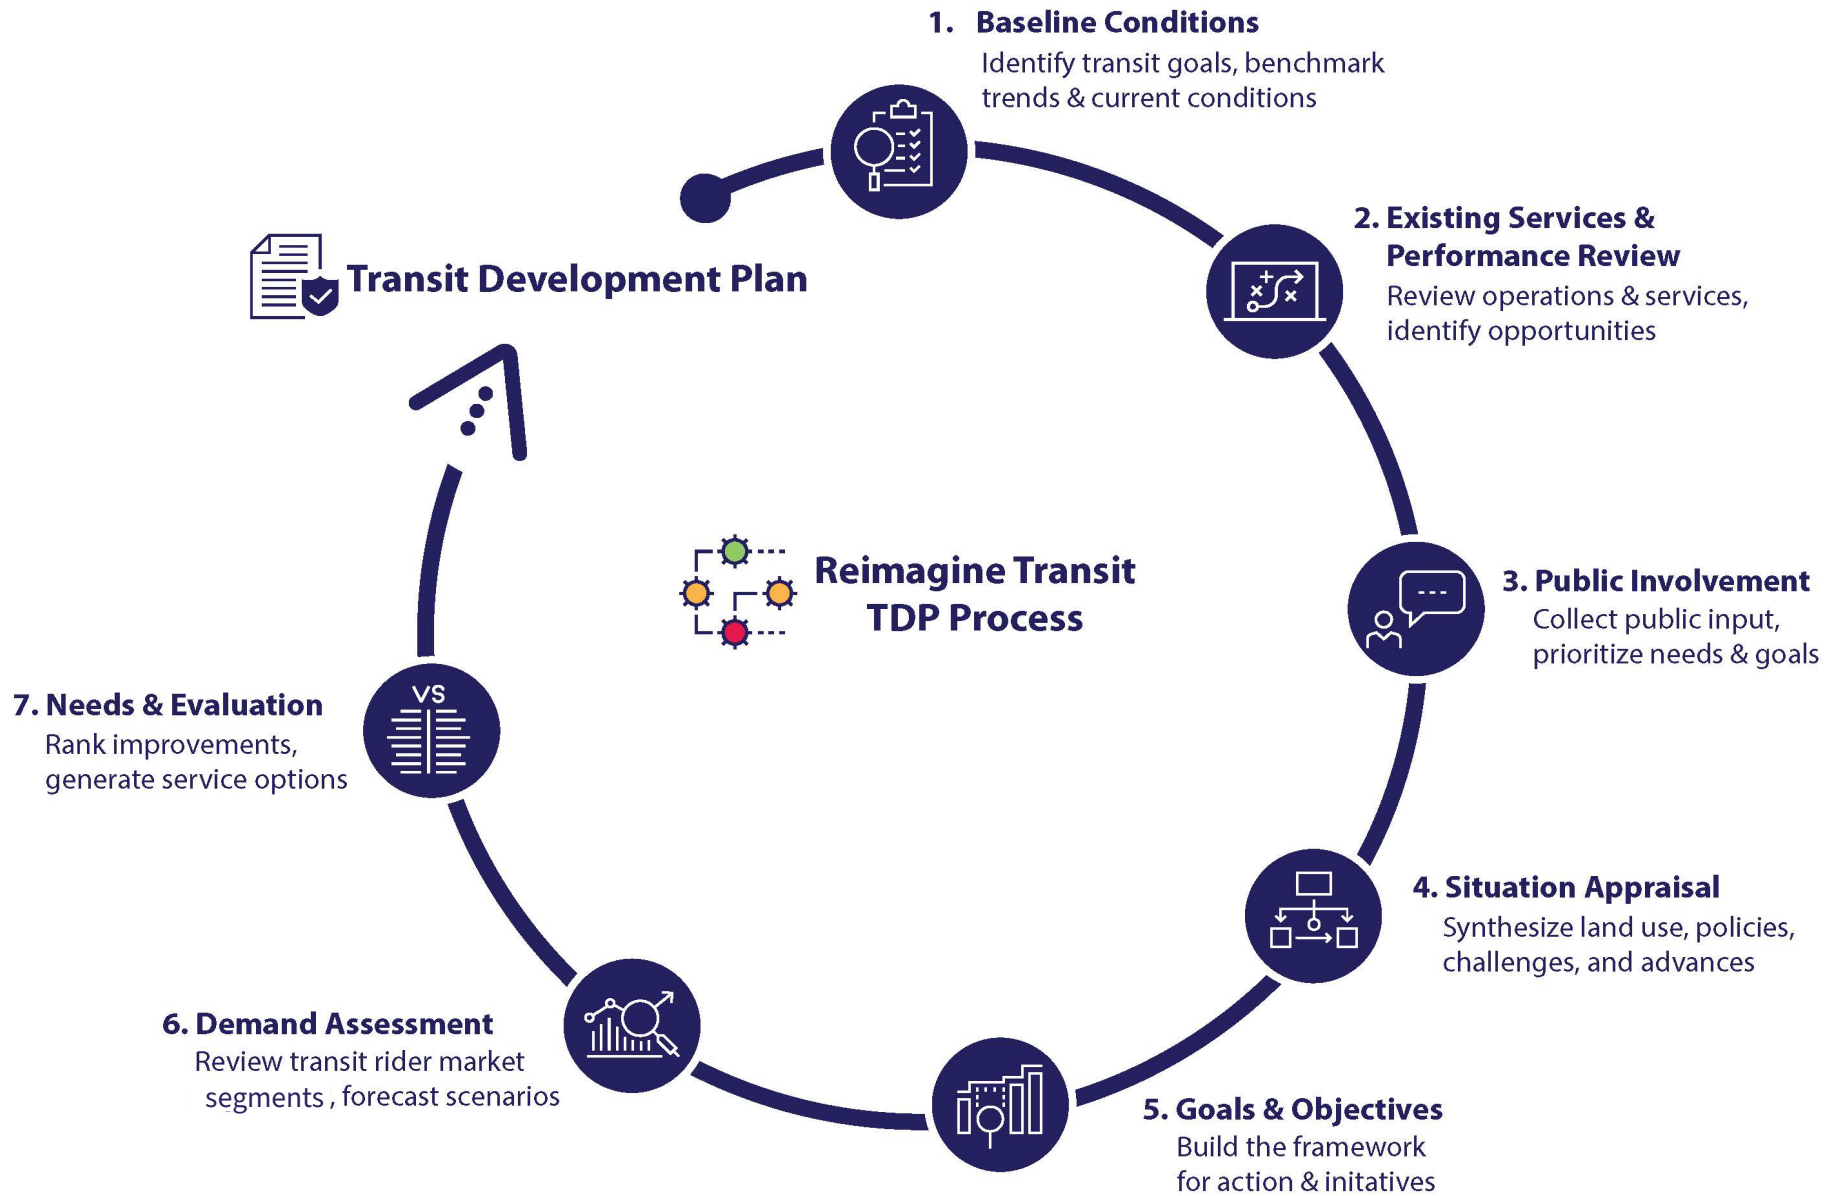 1. Baseline Conditions
Identify transit goals, benchmark
trends & current conditions
2. Existing Services &
Performance Review
Review operations & services,
identify opportunities
3. Public Involvement
Collect public input,
prioritize needs & goals
4. Situation Appraisal
Synthesize land use, policies,
challenges, and advances
5. Goals & Objectives
Build the framework
for action & initatives
6. Demand Assessment
Review transit rider market
segments , forecast scenarios
7. Needs & Evaluation
Rank improvements,
generate service options
VS
Transit Development Plan
Reimagine Transit
TDP Process